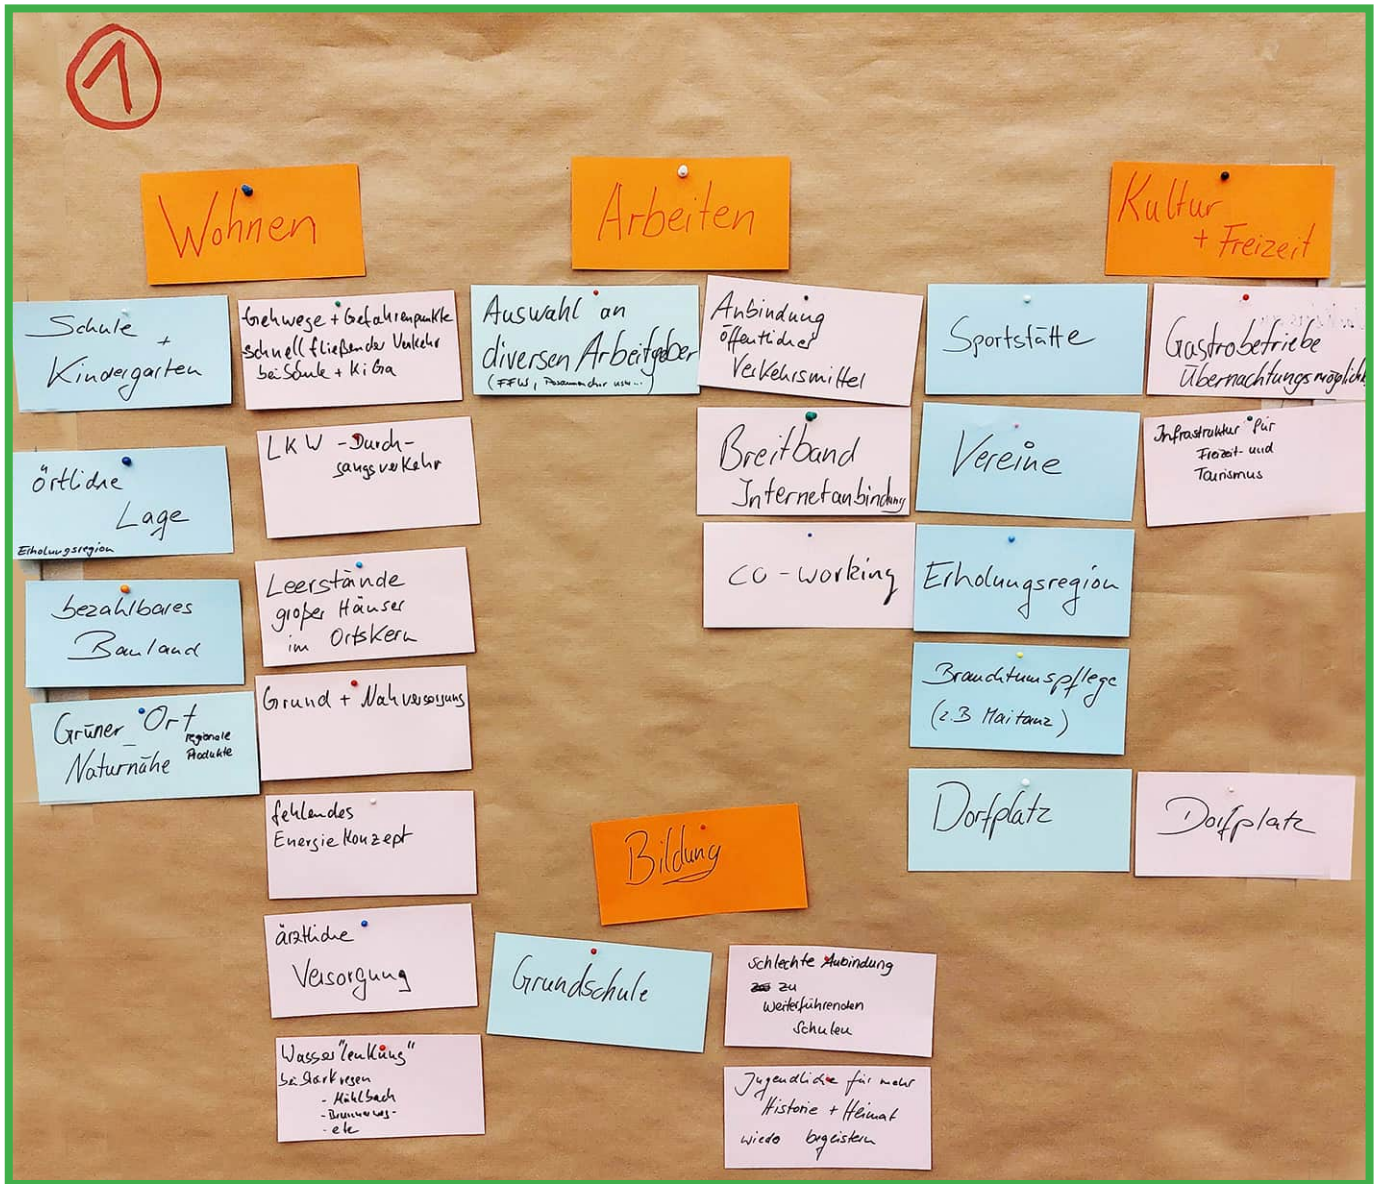 1
Wohnen
Schule +
Kindergarten
örtliche
Lage
Erholungsregion
bezahlbares
Bauland
Grüner Ort
regionale
Produkte
Naturnähe
Gehwege + Gefahrenpunkte
schnell fließender Verkehr
bei Schule + KiGa
LKW - Durch-
gangsverkehr
Leerstände
großer Häuser
im Ortskern
Grund + Nahversorgung
fehlendes
Energie Konzept
ärztliche
Versorgung
Wasser"lenkung"
bei Starkregen
- Mühlbach
- etc
Arbeiten
Auswahl an
diversen Arbeitgeber
(FFW, usw...)
Anbindung
öffentlicher
Verkehrsmittel
Breitband
Internetanbindung
co-working
Bildung
Grundschule
schlechte Anbindung
zu
weiterführenden
Schulen
Jugendliche für mehr
Historie + Heimat
wieder begeistern
Kultur
+ Freizeit
Sportstätte
Vereine
Erholungsregion
Brauchtumspflege
(z.B Maitanz)
Dorfplatz
Gastrobetriebe
Übernachtungsmöglichk
Infrastruktur für
Freizeit- und
Tourismus
Dorfplatz